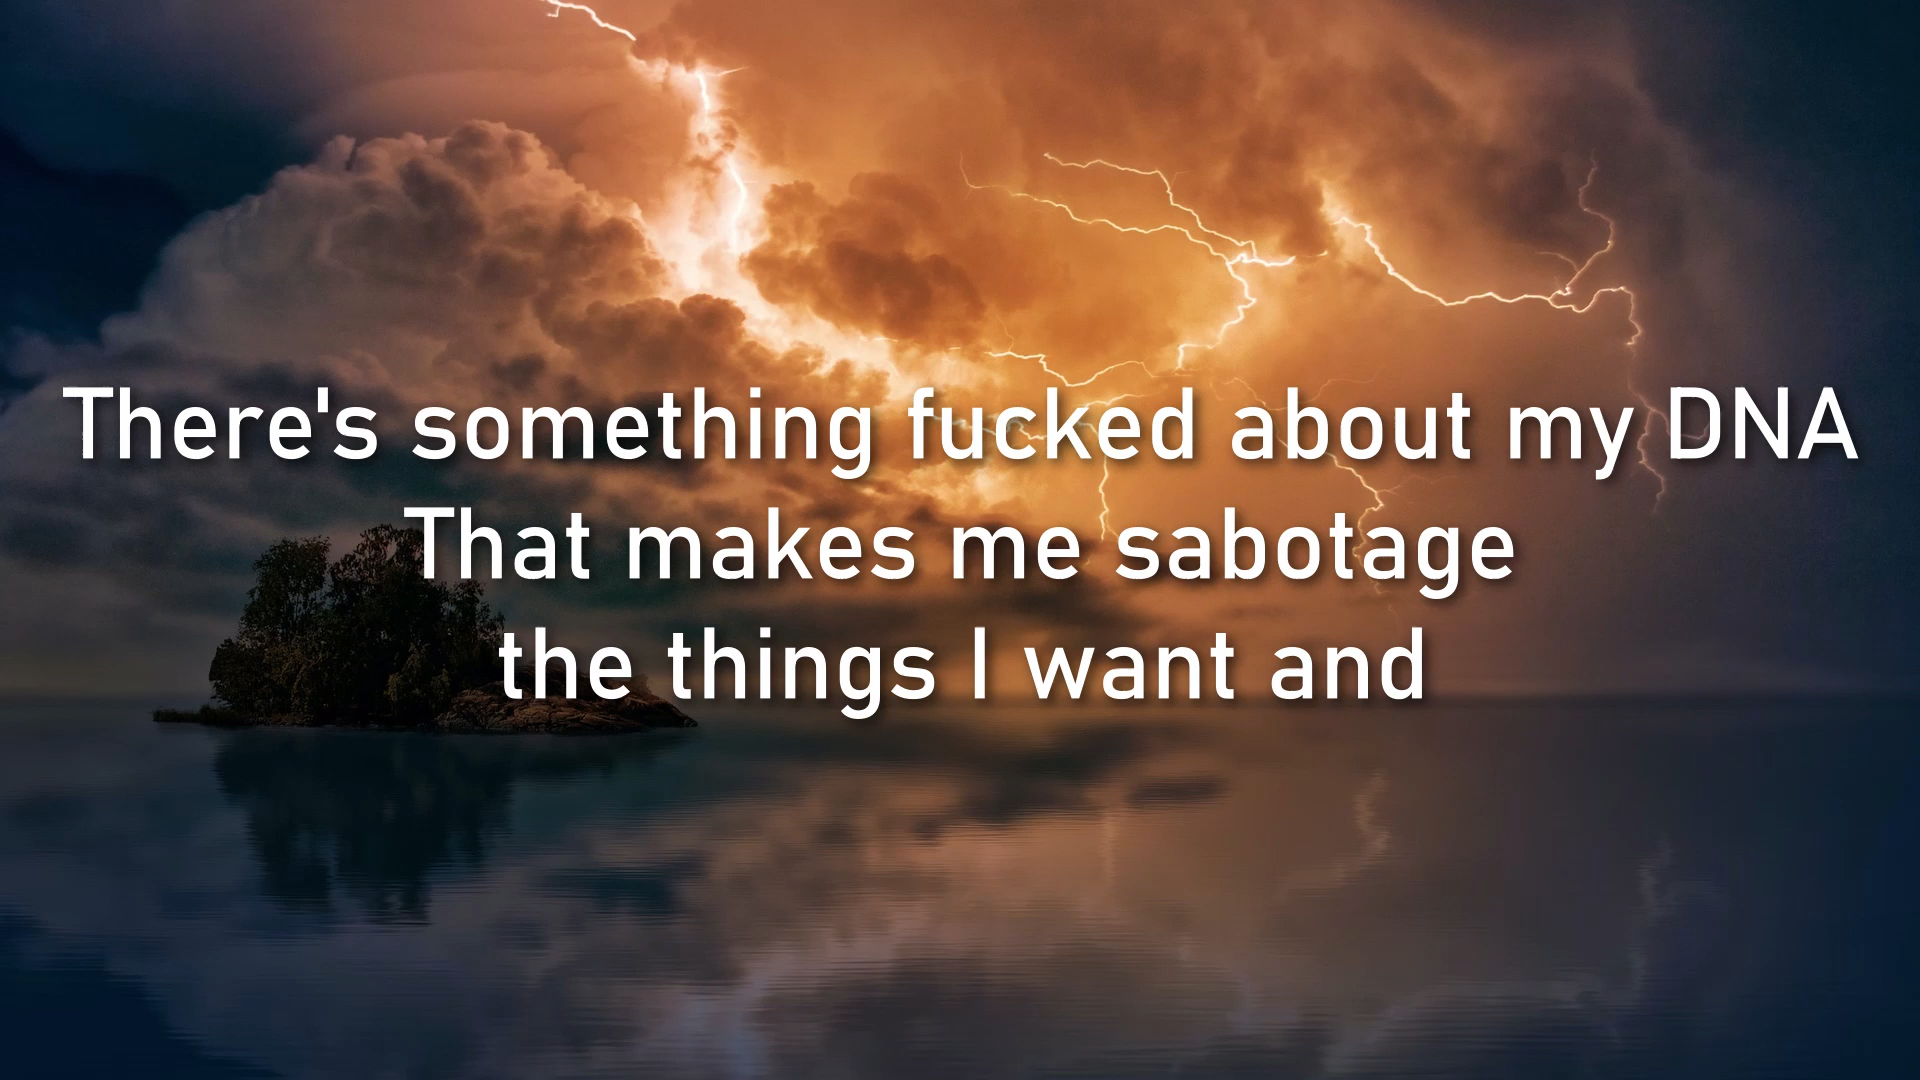 There's something fucked about my DNA
That makes me sabotage
the things I want and